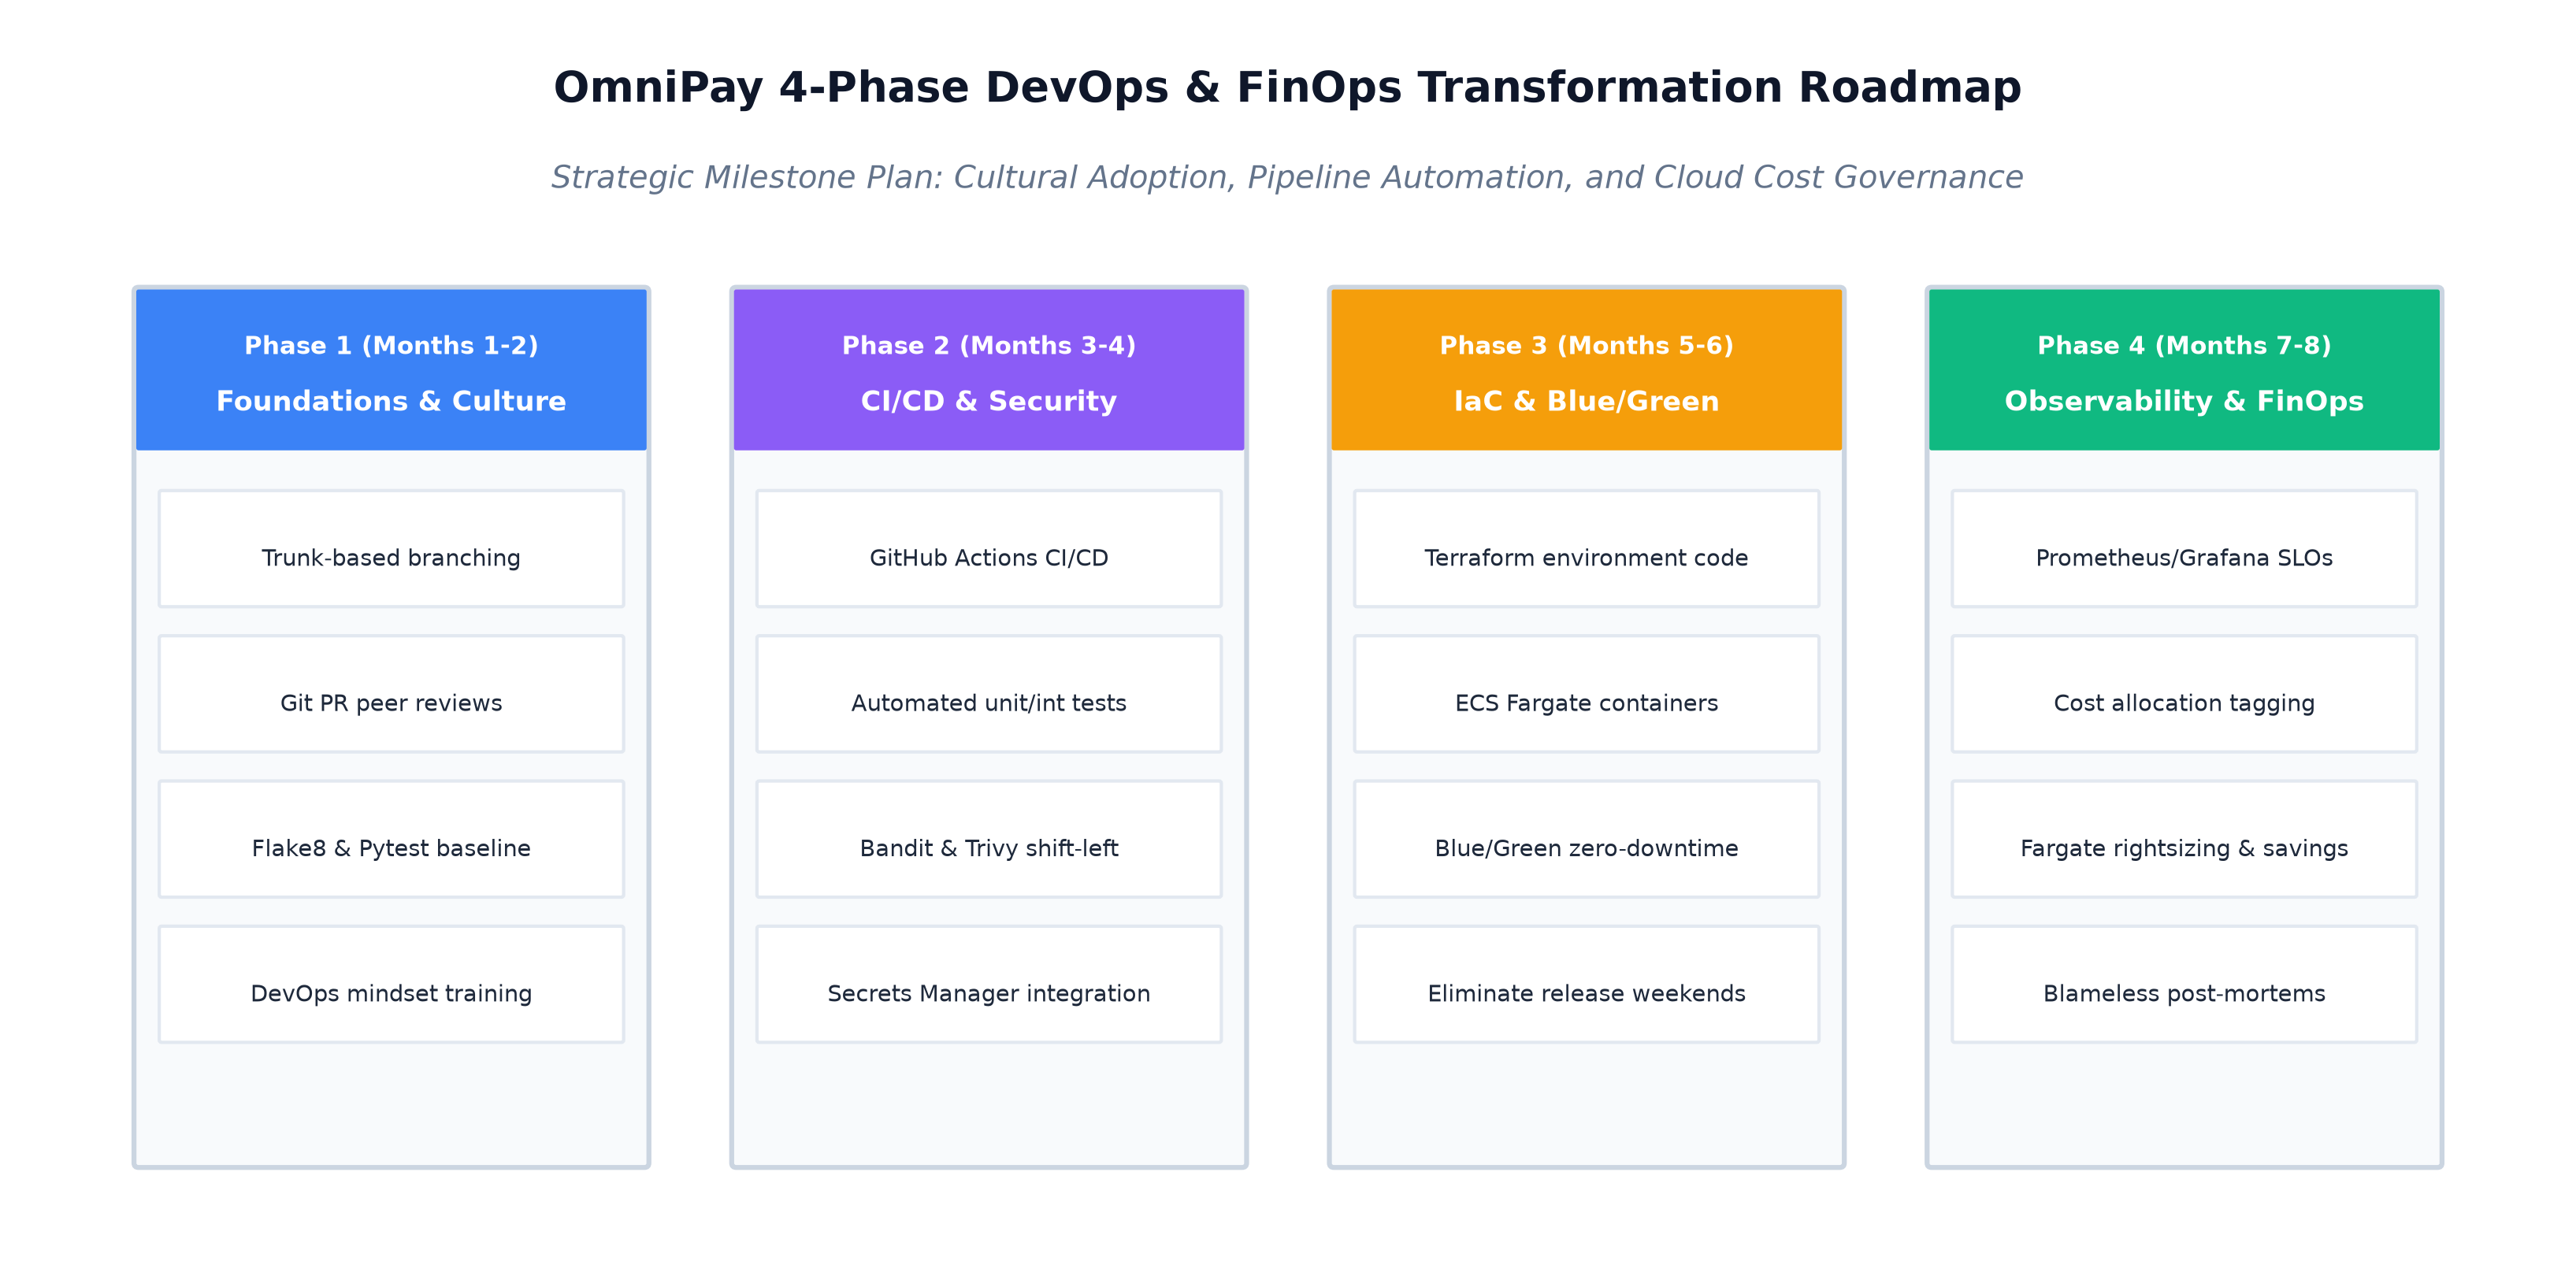 OmniPay 4-Phase DevOps & FinOps Transformation Roadmap
Strategic Milestone Plan: Cultural Adoption, Pipeline Automation, and Cloud Cost Governance
Phase 1 (Months 1-2)
Foundations & Culture
Trunk-based branching
Git PR peer reviews
Flake8 & Pytest baseline
DevOps mindset training
Phase 2 (Months 3-4)
CI/CD & Security
GitHub Actions CI/CD
Automated unit/int tests
Bandit & Trivy shift-left
Secrets Manager integration
Phase 3 (Months 5-6)
IaC & Blue/Green
Terraform environment code
ECS Fargate containers
Blue/Green zero-downtime
Eliminate release weekends
Phase 4 (Months 7-8)
Observability & FinOps
Prometheus/Grafana SLOs
Cost allocation tagging
Fargate rightsizing & savings
Blameless post-mortems